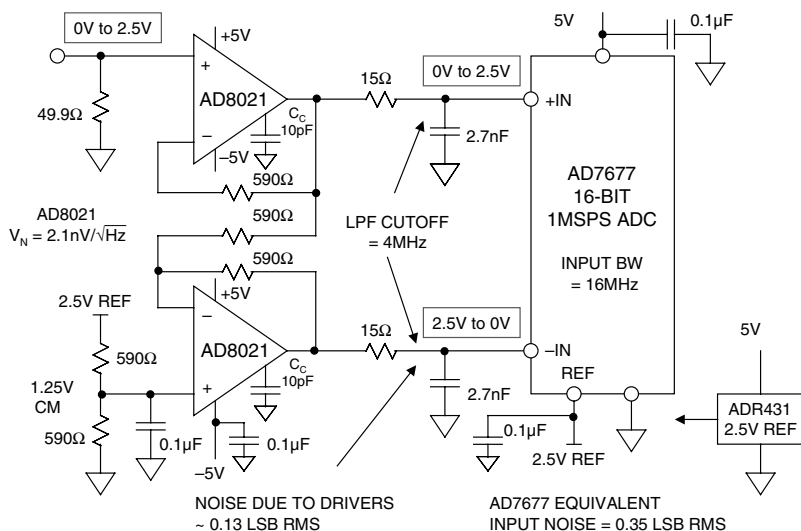 0V to 2.5V
+5V
5V
0.1μF
+
AD8021
–
49.9Ω
15Ω
0V to 2.5V
+IN
C_C
10pF
–5V
2.7nF
590Ω
590Ω
590Ω
AD8021
V_N = 2.1nV/√Hz
LPF CUTOFF
= 4MHz
AD7677
16-BIT
1MSPS ADC
INPUT BW
= 16MHz
2.5V REF
+5V
–
AD8021
+
590Ω
1.25V
CM
590Ω
0.1μF
0.1μF
–5V
C_C
10pF
15Ω
2.5V to 0V
–IN
REF
2.7nF
0.1μF
2.5V REF
5V
ADR431
2.5V REF
NOISE DUE TO DRIVERS
~ 0.13 LSB RMS
AD7677 EQUIVALENT
INPUT NOISE = 0.35 LSB RMS